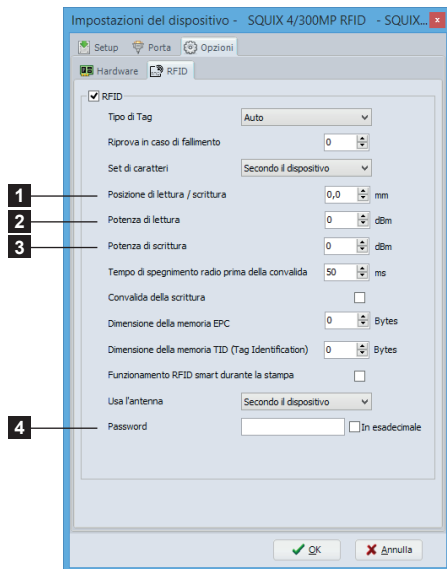 Impostazioni del dispositivo - SQUIX 4/300MP RFID - SQUIX... x
Setup Porta Opzioni
Hardware RFID
RFID
Tipo di Tag Auto
Riprova in caso di fallimento 0
Set di caratteri Secondo il dispositivo
1 Posizione di lettura / scrittura 0,0 mm
2 Potenza di lettura 0 dBm
3 Potenza di scrittura 0 dBm
Tempo di spegnimento radio prima della convalida 50 ms
Convalida della scrittura
Dimensione della memoria EPC 0 Bytes
Dimensione della memoria TID (Tag Identification) 0 Bytes
Funzionamento RFID smart durante la stampa
Usa l'antenna Secondo il dispositivo
4 Password In esadecimale
OK Annulla